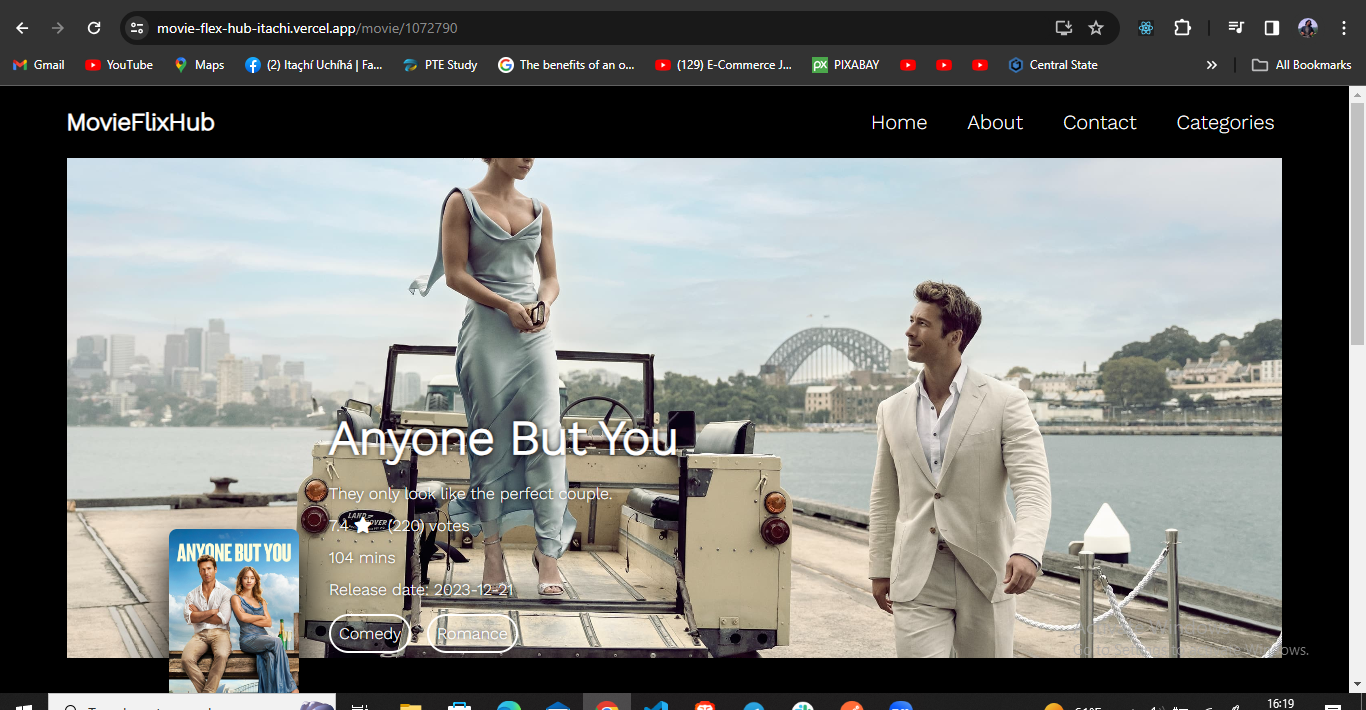 movie-flex-hub-itachi.vercel.app/movie/1072790
Gmail
YouTube
Maps
(2) Itaçhí Uchíhá | Fa...
PTE Study
The benefits of an o...
(129) E-Commerce J...
px
PIXABAY
Central State
»
All Bookmarks
MovieFlixHub
Home
About
Contact
Categories
Anyone But You
They only look like the perfect couple.
7.4
(220) votes
104 mins
Release date: 2023-12-21
Comedy
Romance
ANYONE BUT YOU
16:19